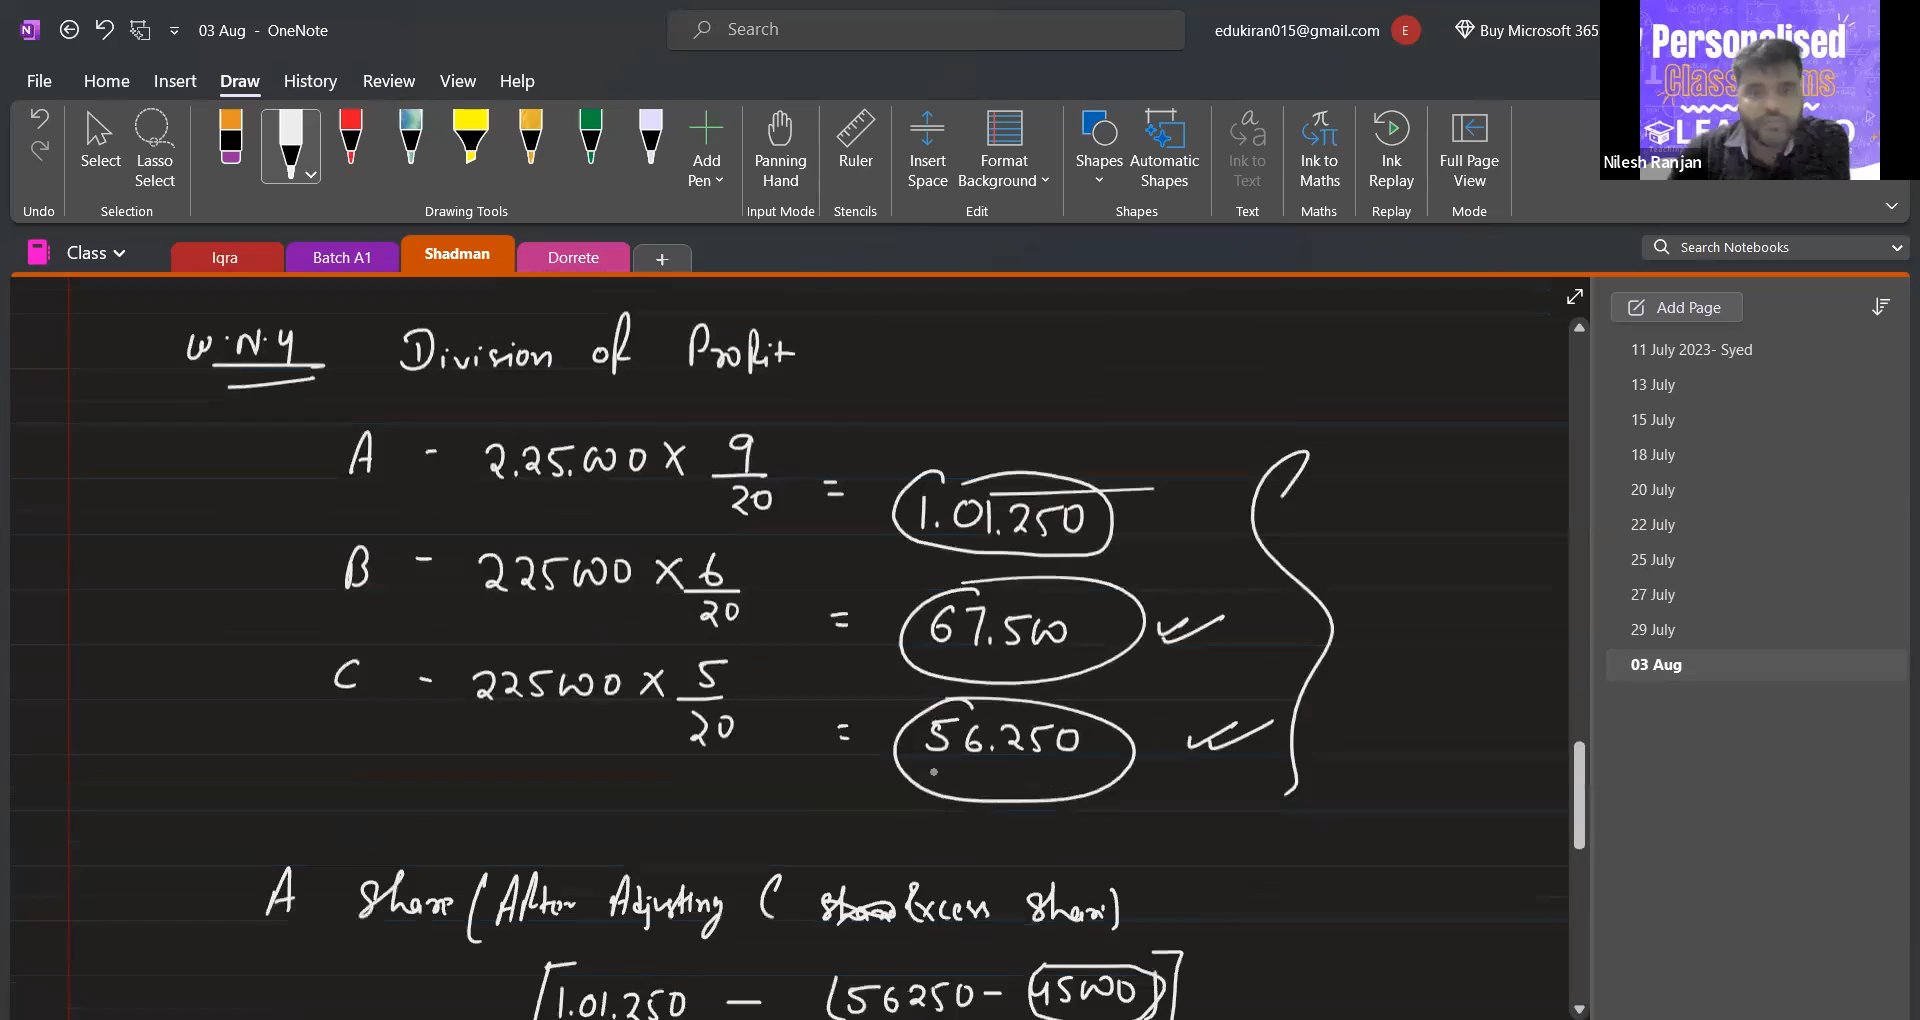 03 Aug - OneNote
Search
edukiran015@gmail.com
E
Buy Microsoft 365
File Home Insert Draw History Review View Help
Undo
Select
Lasso Select
Selection
Drawing Tools
Add Pen
Panning Hand
Input Mode
Ruler
Stencils
Insert Space
Format Background
Edit
Shapes
Automatic Shapes
Shapes
Ink to Text
Text
Ink to Maths
Maths
Ink Replay
Replay
Full Page View
Mode
Personalised
Nilesh Ranjan
Class
Iqra
Batch A1
Shadman
Dorrete
+
Search Notebooks
Add Page
11 July 2023- Syed
13 July
15 July
18 July
20 July
22 July
25 July
27 July
29 July
03 Aug
W.N.4 Division of Profit
A - 2.25.000 × 9/20 = 1.01.250
B - 225000 × 6/20 = 67.500
C - 225000 × 5/20 = 56.250
A Share (After Adjusting C Excess Share)
[1.01.250 — (56250 - 45000)]